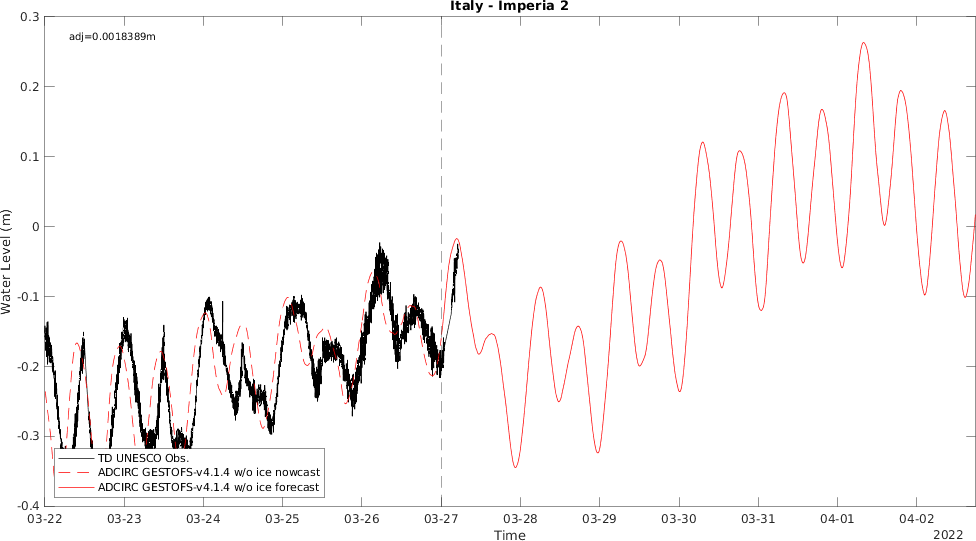 Italy - Imperia 2
adj=0.0018389m
0.3
0.2
0.1
0
-0.1
-0.2
-0.3
-0.4
Water Level (m)
TD UNESCO Obs.
ADCIRC GESTOFS-v4.1.4 w/o ice nowcast
ADCIRC GESTOFS-v4.1.4 w/o ice forecast
03-22 03-23 03-24 03-25 03-26 03-27 03-28 03-29 03-30 03-31 04-01 04-02
Time
2022